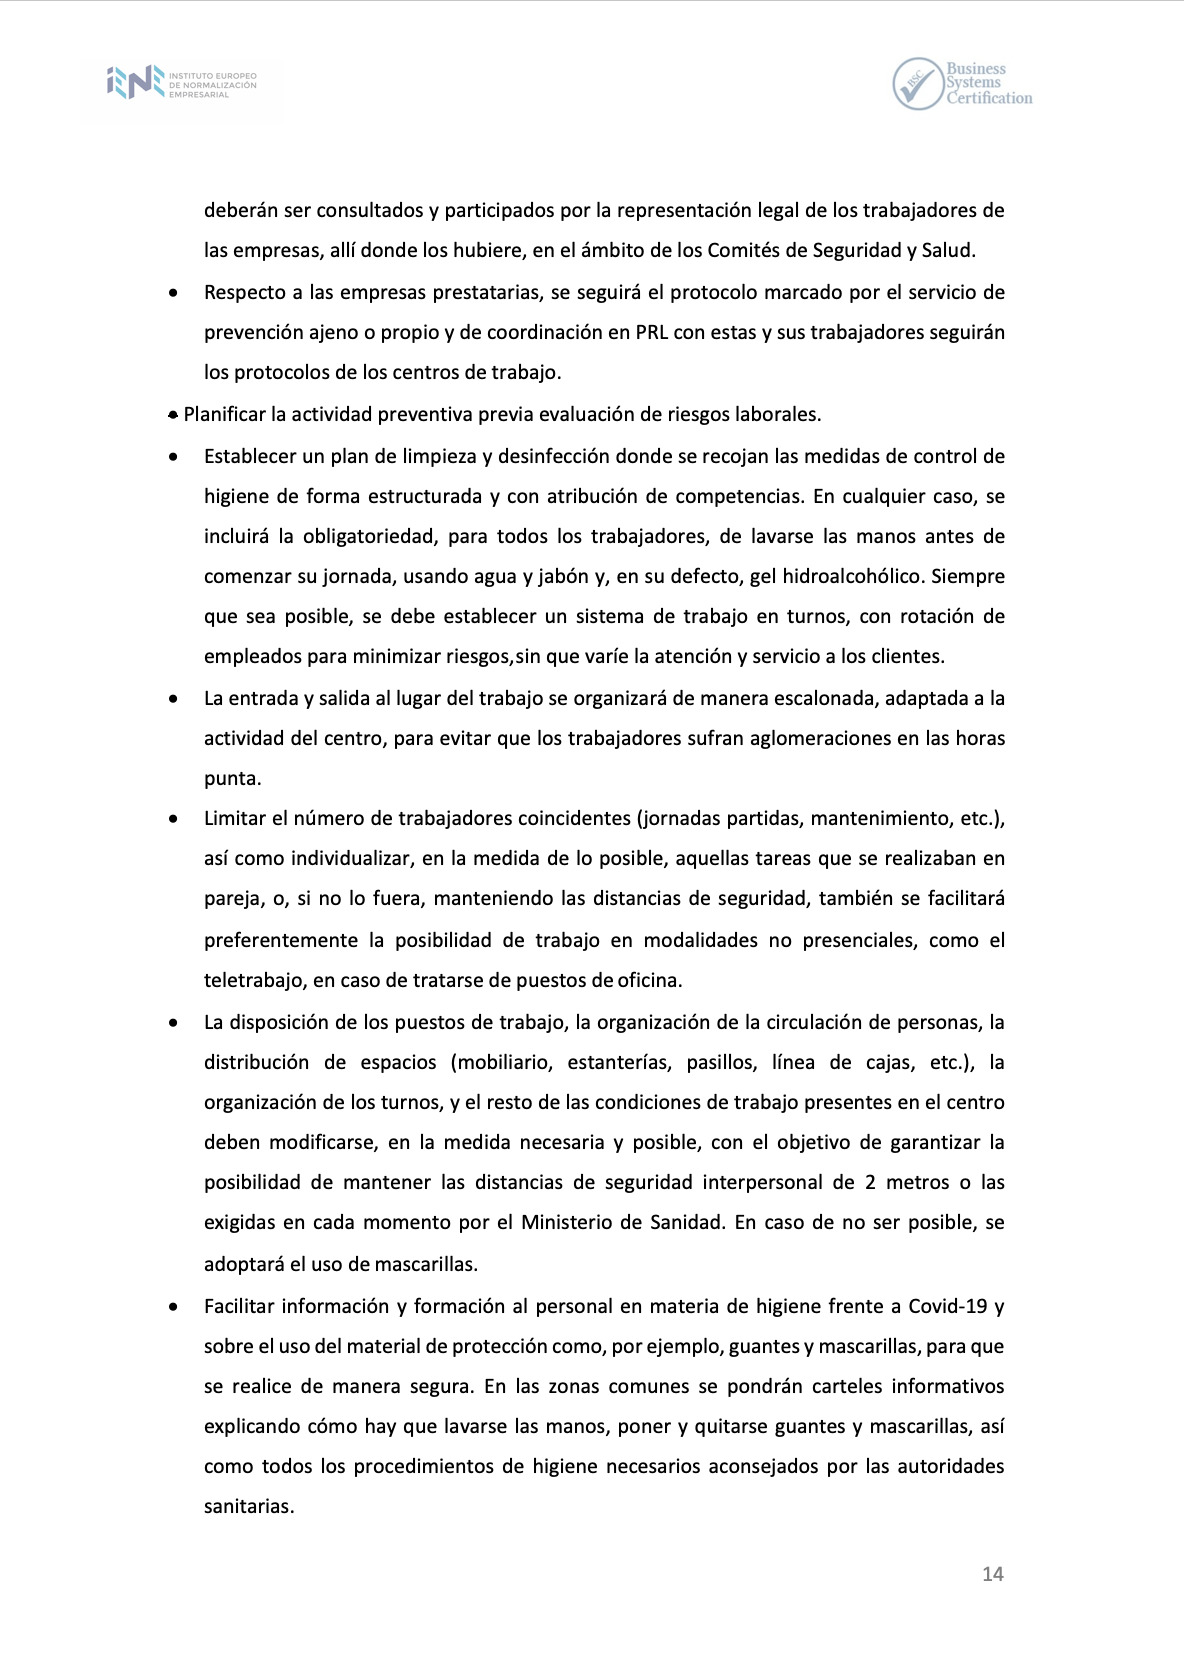 iENE INSTITUTO EUROPEO
DE NORMALIZACIÓN
EMPRESARIAL
BSC
Business
Systems
Certification
deberán ser consultados y participados por la representación legal de los trabajadores de
las empresas, allí donde los hubiere, en el ámbito de los Comités de Seguridad y Salud.
• Respecto a las empresas prestatarias, se seguirá el protocolo marcado por el servicio de
prevención ajeno o propio y de coordinación en PRL con estas y sus trabajadores seguirán
los protocolos de los centros de trabajo.
• Planificar la actividad preventiva previa evaluación de riesgos laborales.
• Establecer un plan de limpieza y desinfección donde se recojan las medidas de control de
higiene de forma estructurada y con atribución de competencias. En cualquier caso, se
incluirá la obligatoriedad, para todos los trabajadores, de lavarse las manos antes de
comenzar su jornada, usando agua y jabón y, en su defecto, gel hidroalcohólico. Siempre
que sea posible, se debe establecer un sistema de trabajo en turnos, con rotación de
empleados para minimizar riesgos,sin que varíe la atención y servicio a los clientes.
• La entrada y salida al lugar del trabajo se organizará de manera escalonada, adaptada a la
actividad del centro, para evitar que los trabajadores sufran aglomeraciones en las horas
punta.
• Limitar el número de trabajadores coincidentes (jornadas partidas, mantenimiento, etc.),
así como individualizar, en la medida de lo posible, aquellas tareas que se realizaban en
pareja, o, si no lo fuera, manteniendo las distancias de seguridad, también se facilitará
preferentemente la posibilidad de trabajo en modalidades no presenciales, como el
teletrabajo, en caso de tratarse de puestos de oficina.
• La disposición de los puestos de trabajo, la organización de la circulación de personas, la
distribución de espacios (mobiliario, estanterías, pasillos, línea de cajas, etc.), la
organización de los turnos, y el resto de las condiciones de trabajo presentes en el centro
deben modificarse, en la medida necesaria y posible, con el objetivo de garantizar la
posibilidad de mantener las distancias de seguridad interpersonal de 2 metros o las
exigidas en cada momento por el Ministerio de Sanidad. En caso de no ser posible, se
adoptará el uso de mascarillas.
• Facilitar información y formación al personal en materia de higiene frente a Covid-19 y
sobre el uso del material de protección como, por ejemplo, guantes y mascarillas, para que
se realice de manera segura. En las zonas comunes se pondrán carteles informativos
explicando cómo hay que lavarse las manos, poner y quitarse guantes y mascarillas, así
como todos los procedimientos de higiene necesarios aconsejados por las autoridades
sanitarias.
14